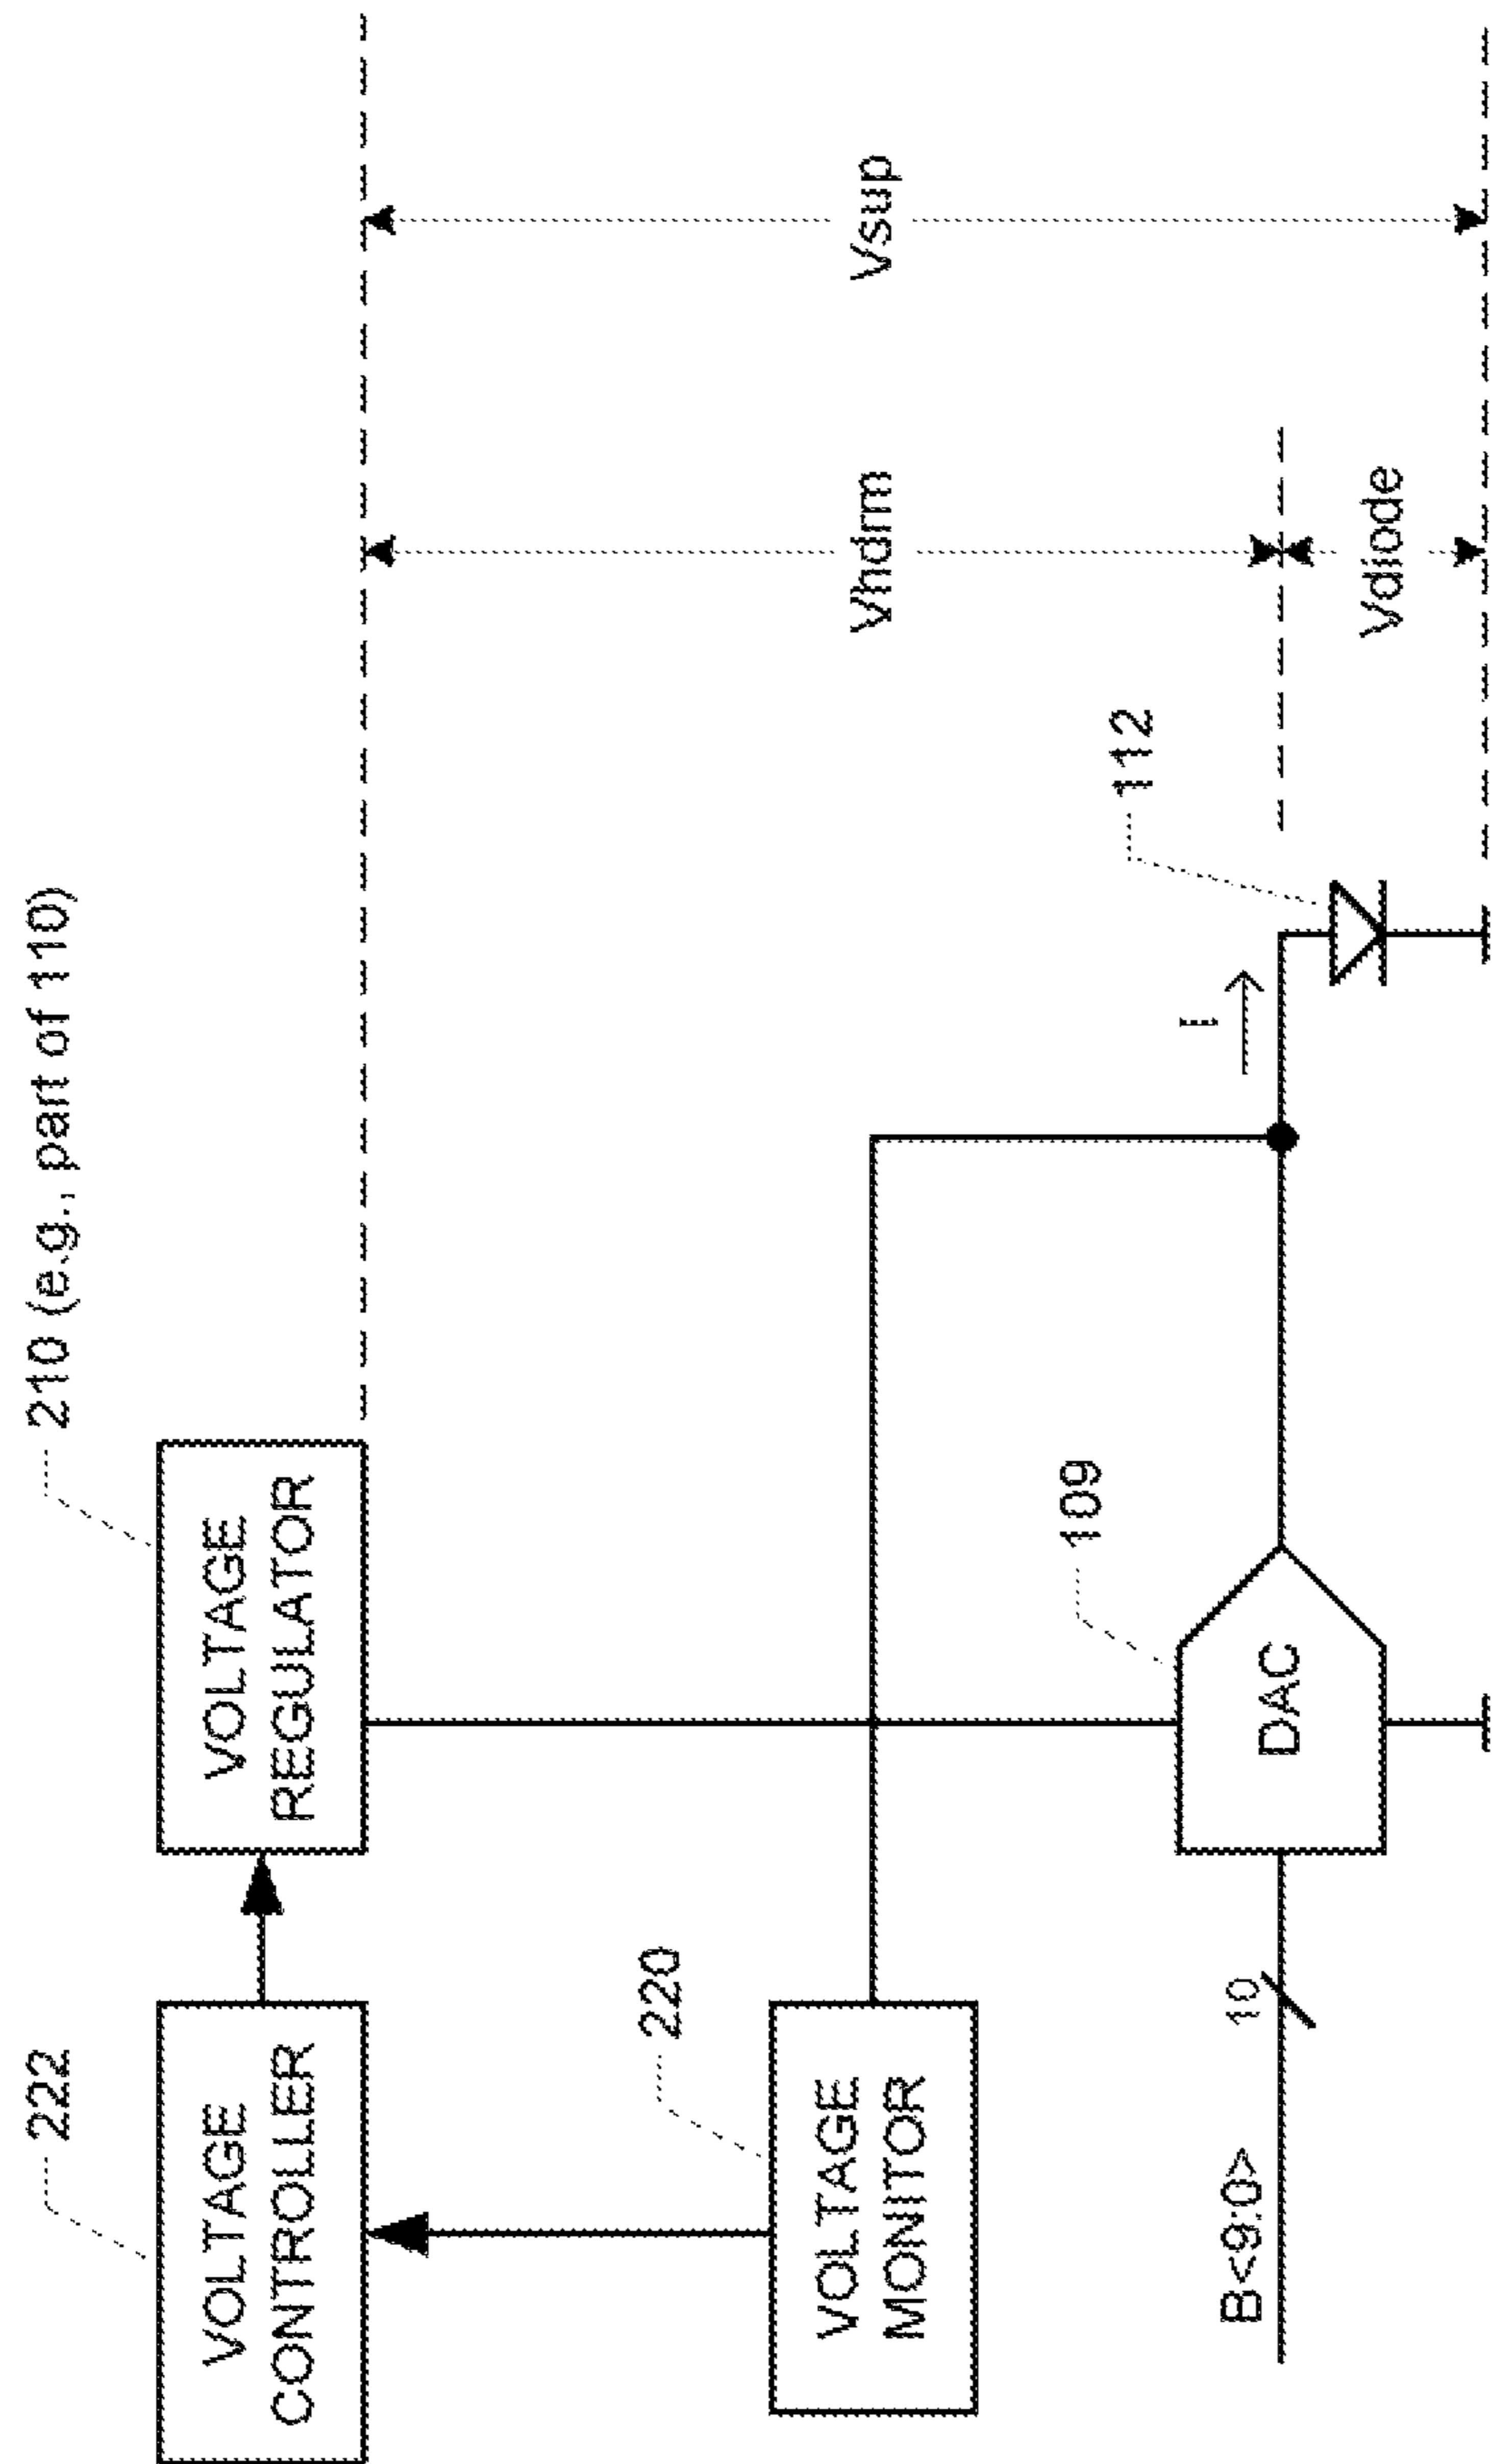 222
VOLTAGE
CONTROLLER
210 (e.g., part of 110)
VOLTAGE
REGULATOR
220
VOLTAGE
MONITOR
Vhdrm
Vsup
109
I
112
B<9:0>
10
DAC
Vdiode